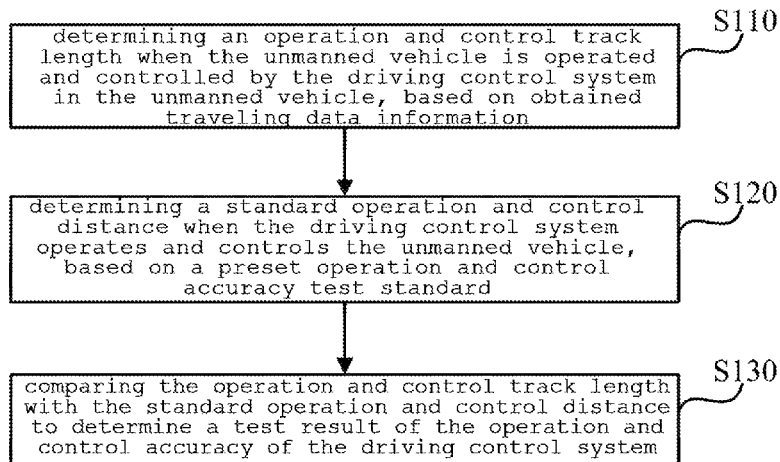 determining an operation and control track
length when the unmanned vehicle is operated
and controlled by the driving control system
in the unmanned vehicle, based on obtained
traveling data information
S110
determining a standard operation and control
distance when the driving control system
operates and controls the unmanned vehicle,
based on a preset operation and control
accuracy test standard
S120
comparing the operation and control track length
with the standard operation and control distance
to determine a test result of the operation and
control accuracy of the driving control system
S130